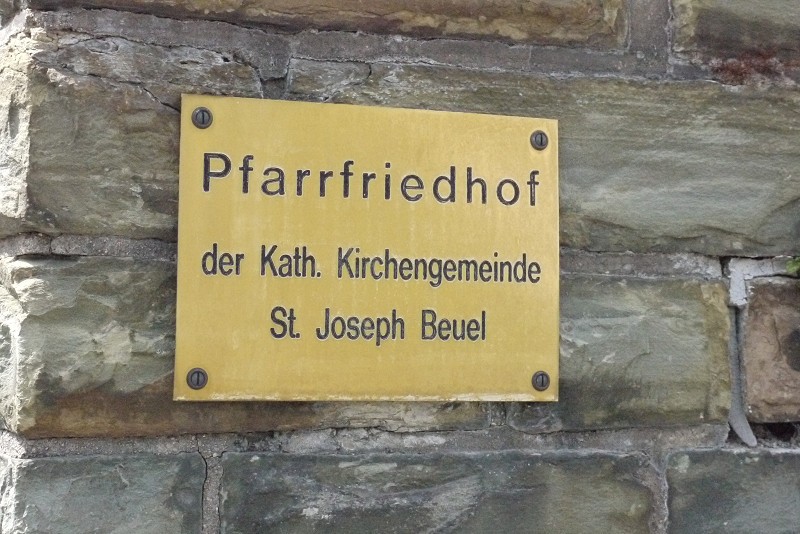 Pfarrfriedhof
der Kath. Kirchengemeinde
St. Joseph Beuel